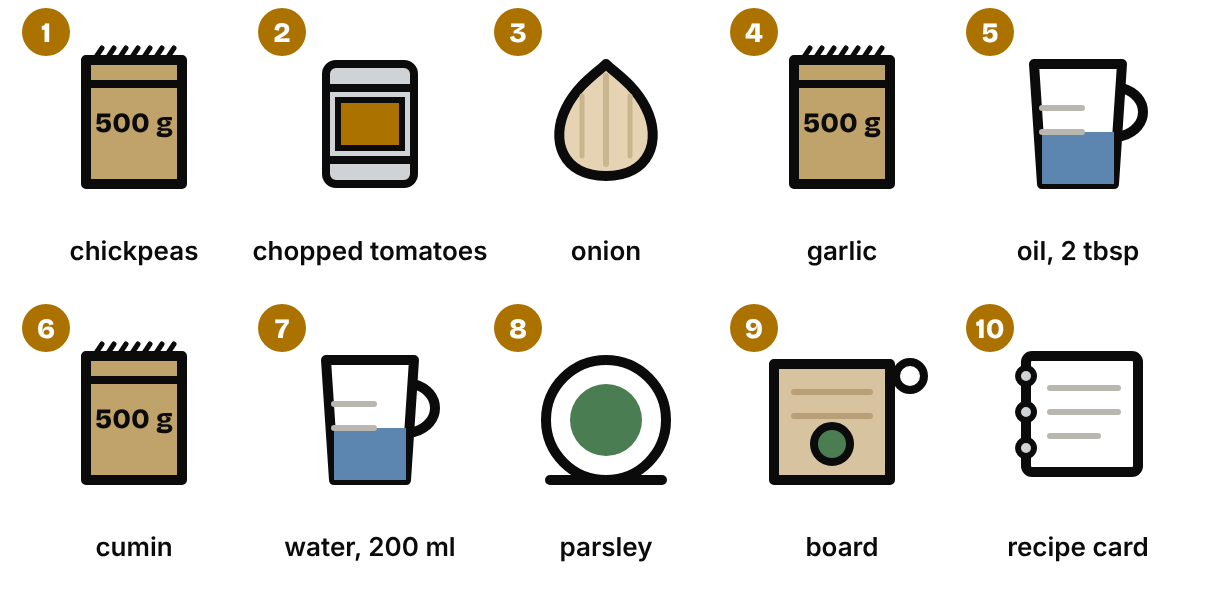 1
2
3
4
5
500 g
500 g
chickpeas
chopped tomatoes
onion
garlic
oil, 2 tbsp
6
7
8
9
10
500 g
cumin
water, 200 ml
parsley
board
recipe card